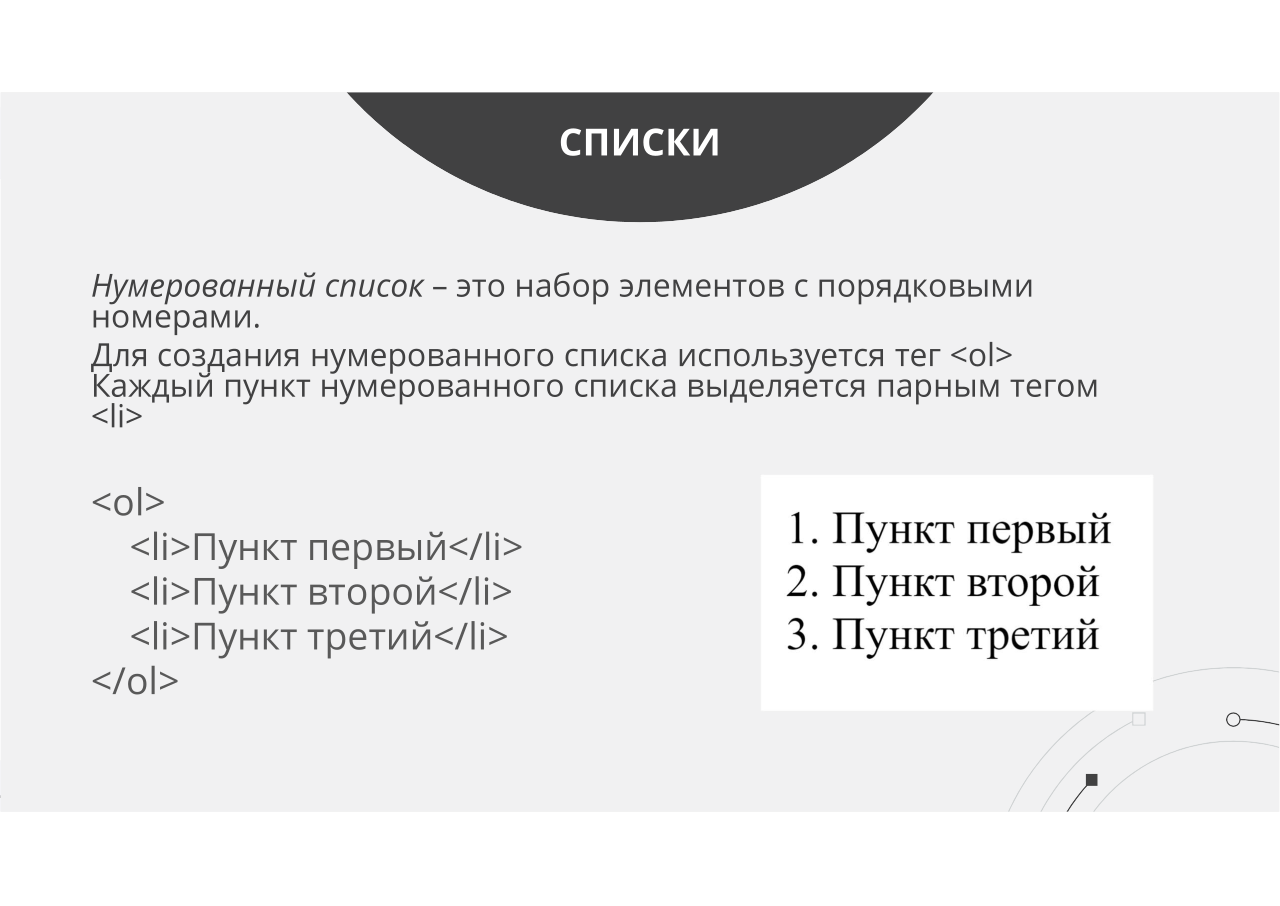 СПИСКИ
Нумерованный список – это набор элементов с порядковыми
номерами.
Для создания нумерованного списка используется тег <ol>
Каждый пункт нумерованного списка выделяется парным тегом
<li>
<ol>
<li>Пункт первый</li>
<li>Пункт второй</li>
<li>Пункт третий</li>
</ol>
1. Пункт первый
2. Пункт второй
3. Пункт третий